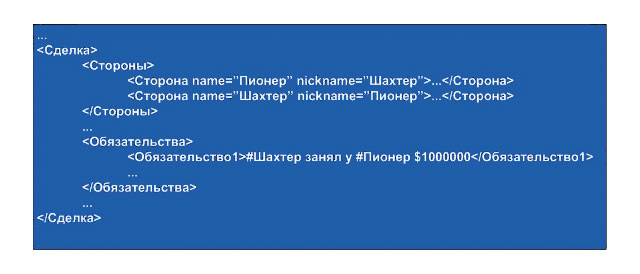 ...
<Сделка>
<Стороны>
<Сторона name=”Пионер” nickname=”Шахтер”>...</Сторона>
<Сторона name=”Шахтер” nickname=”Пионер”>...</Сторона>
</Стороны>
...
<Обязательства>
<Обязательство1>#Шахтер занял у #Пионер $1000000</Обязательство1>
...
</Обязательства>
...
</Сделка>